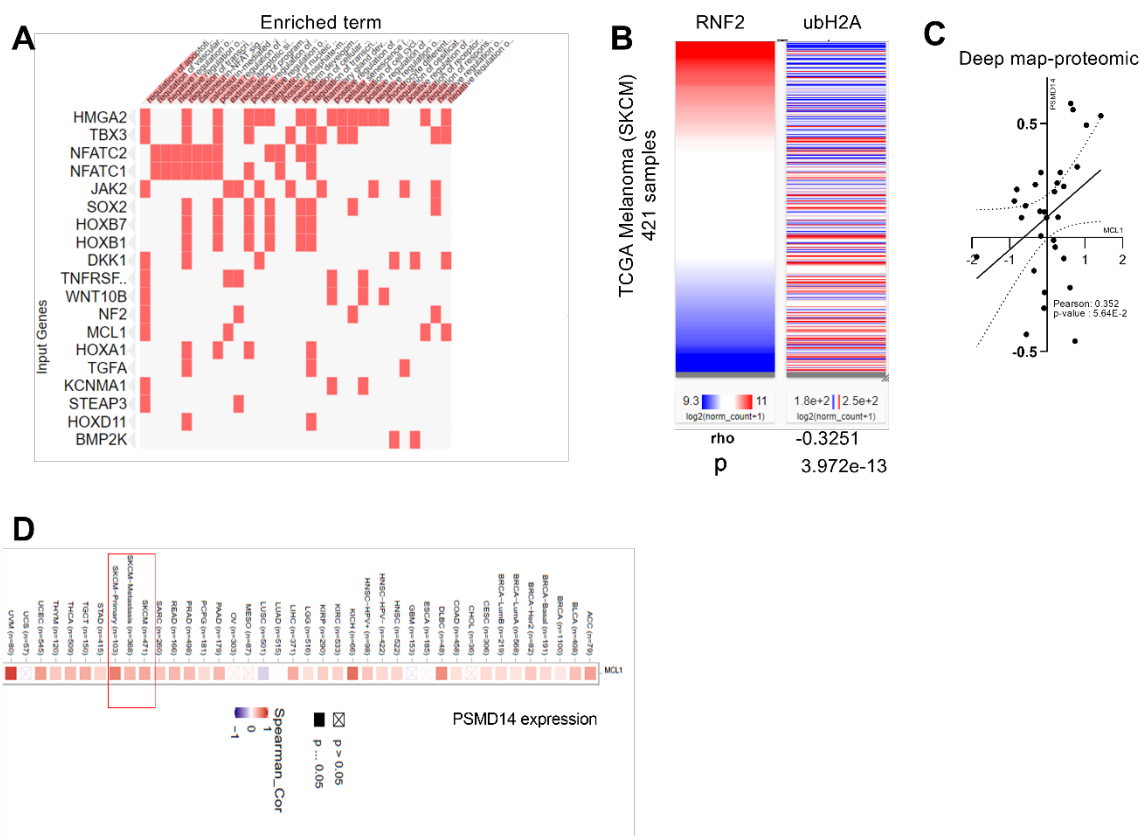 A
Enriched term
Input Genes
HMGA2
TBX3
NFATC2
NFATC1
JAK2
SOX2
HOXB7
HOXB1
DKK1
TNFRSF..
WNT10B
NF2
MCL1
HOXA1
TGFA
KCNMA1
STEAP3
HOXD11
BMP2K
B
RNF2
ubH2A
TCGA Melanoma (SKCM)
421 samples
9.3 11
log2(norm_count+1)
1.8e+2 2.5e+2
log2(norm_count+1)
rho -0.3251
p 3.972e-13
C
Deep map-proteomic
PSMD14
0.5
MCL1
-2 -1 1 2
Pearson: 0.352
p-value : 5.64E-2
-0.5
D
UVM (n=80)
UCS (n=57)
UCEC (n=545)
THYM (n=120)
THCA (n=509)
TGCT (n=150)
STAD (n=415)
SKCM-Primary (n=103)
SKCM-Metastasis (n=368)
SKCM (n=471)
SARC (n=260)
READ (n=166)
PRAD (n=498)
PCPG (n=181)
PAAD (n=179)
OV (n=303)
MESO (n=87)
LUSC (n=501)
LUAD (n=515)
LIHC (n=371)
LGG (n=516)
KIRP (n=290)
KIRC (n=533)
KICH (n=66)
HNSC-HPV+ (n=98)
HNSC-HPV- (n=422)
HNSC (n=522)
GBM (n=153)
ESCA (n=185)
DLBC (n=48)
COAD (n=458)
CHOL (n=36)
CESC (n=306)
BRCA-LumB (n=219)
BRCA-LumA (n=568)
BRCA-Her2 (n=82)
BRCA-Basal (n=191)
BRCA (n=1100)
BLCA (n=408)
ACC (n=79)
MCL1
PSMD14 expression
p > 0.05
p ... 0.05
Spearman_Cor
1
0
-1